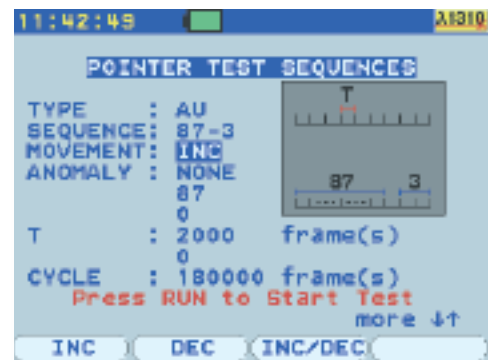 11:42:49 λ1310
POINTER TEST SEQUENCES
TYPE : AU
SEQUENCE: 87-3
MOVEMENT: INC
ANOMALY : NONE
87
0
T : 2000 frame(s)
0
CYCLE : 180000 frame(s)
T
87 3
Press RUN to Start Test
more ↓↑
INC DEC INC/DEC